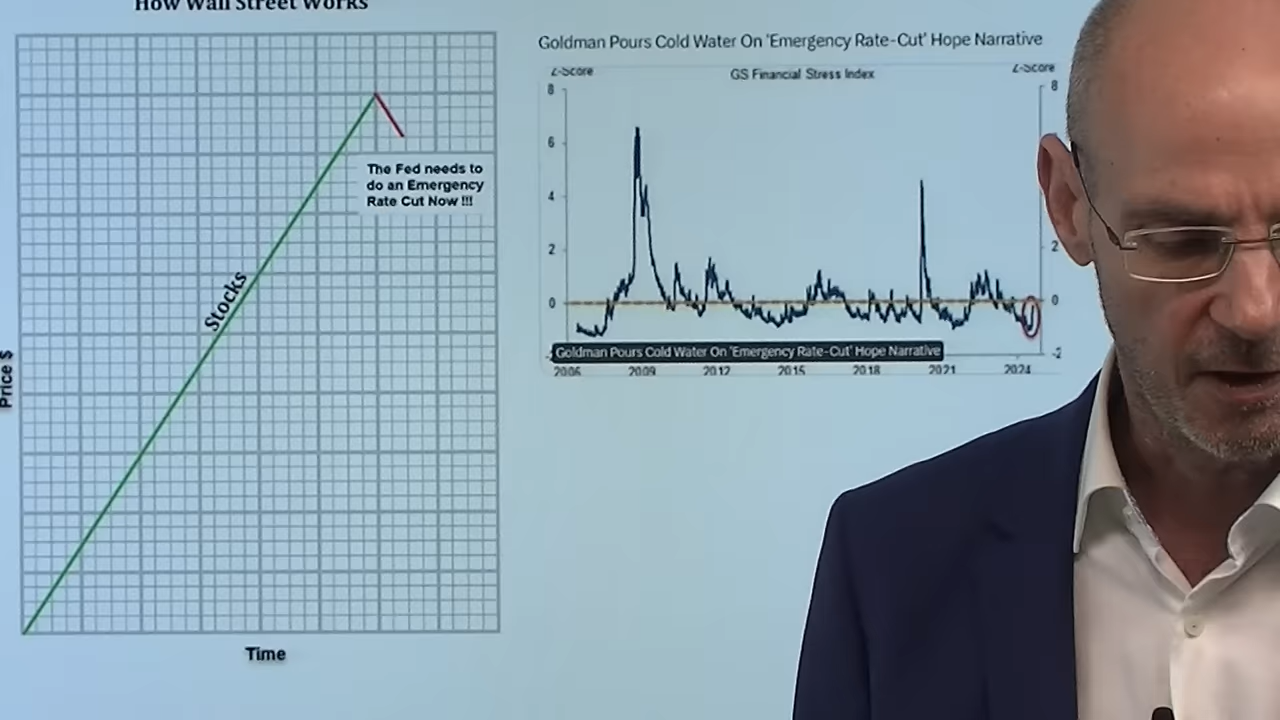 How Wall Street Works
Price $
Stocks
The Fed needs to
do an Emergency
Rate Cut Now !!!
Time
Goldman Pours Cold Water On 'Emergency Rate-Cut' Hope Narrative
Z-Score
GS Financial Stress Index
Z-Score
8
8
6
4
2
2
0
0
-2
Goldman Pours Cold Water On 'Emergency Rate-Cut' Hope Narrative
2006
2009
2012
2015
2018
2021
2024